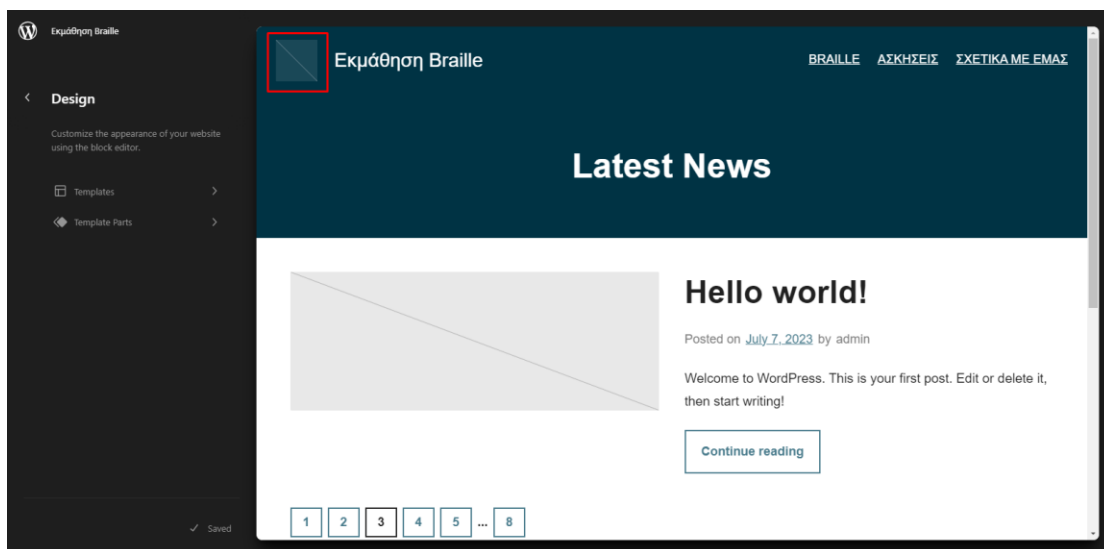 Εκμάθηση Braille
Design
Customize the appearance of your website
using the block editor.
Templates
Template Parts
Saved
Εκμάθηση Braille
BRAILLE ΑΣΚΗΣΕΙΣ ΣΧΕΤΙΚΑ ΜΕ ΕΜΑΣ
Latest News
Hello world!
Posted on July 7, 2023 by admin
Welcome to WordPress. This is your first post. Edit or delete it,
then start writing!
Continue reading
1 2 3 4 5 ... 8